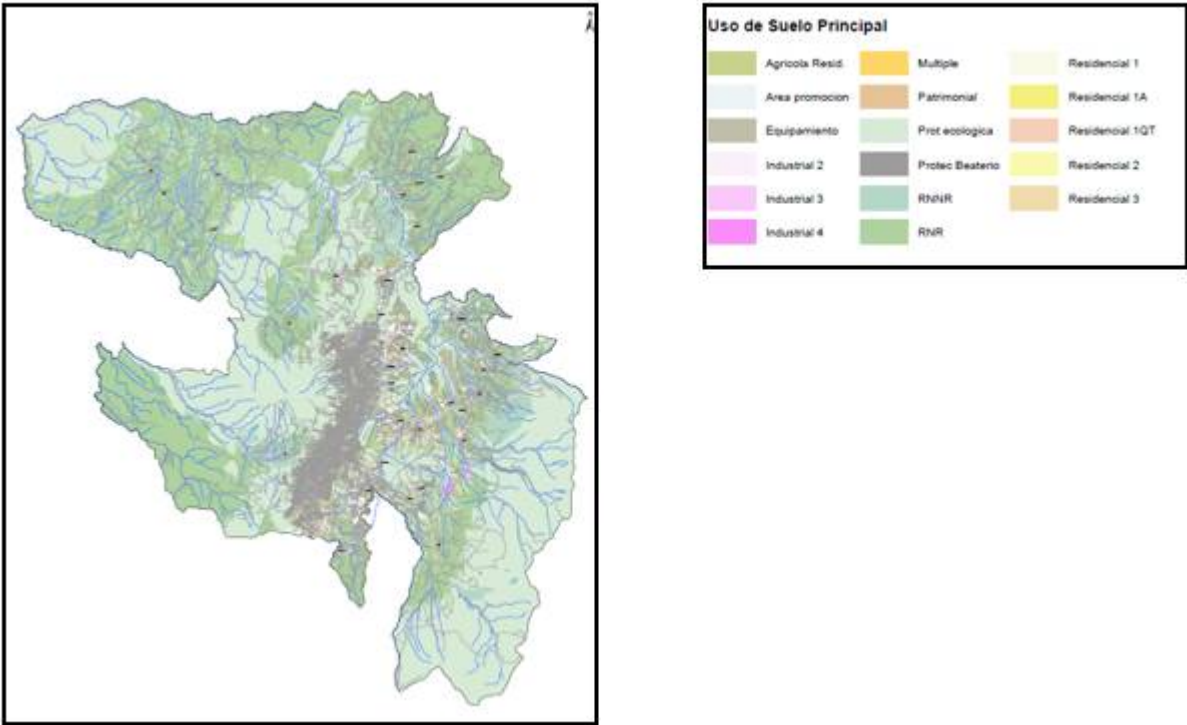 Uso de Suelo Principal
Agricola Resid.
Area promocion
Equipamiento
Industrial 2
Industrial 3
Industrial 4
Multiple
Patrimonial
Prot ecologica
Protec Beaterio
RNNR
RNR
Residencial 1
Residencial 1A
Residencial 1QT
Residencial 2
Residencial 3